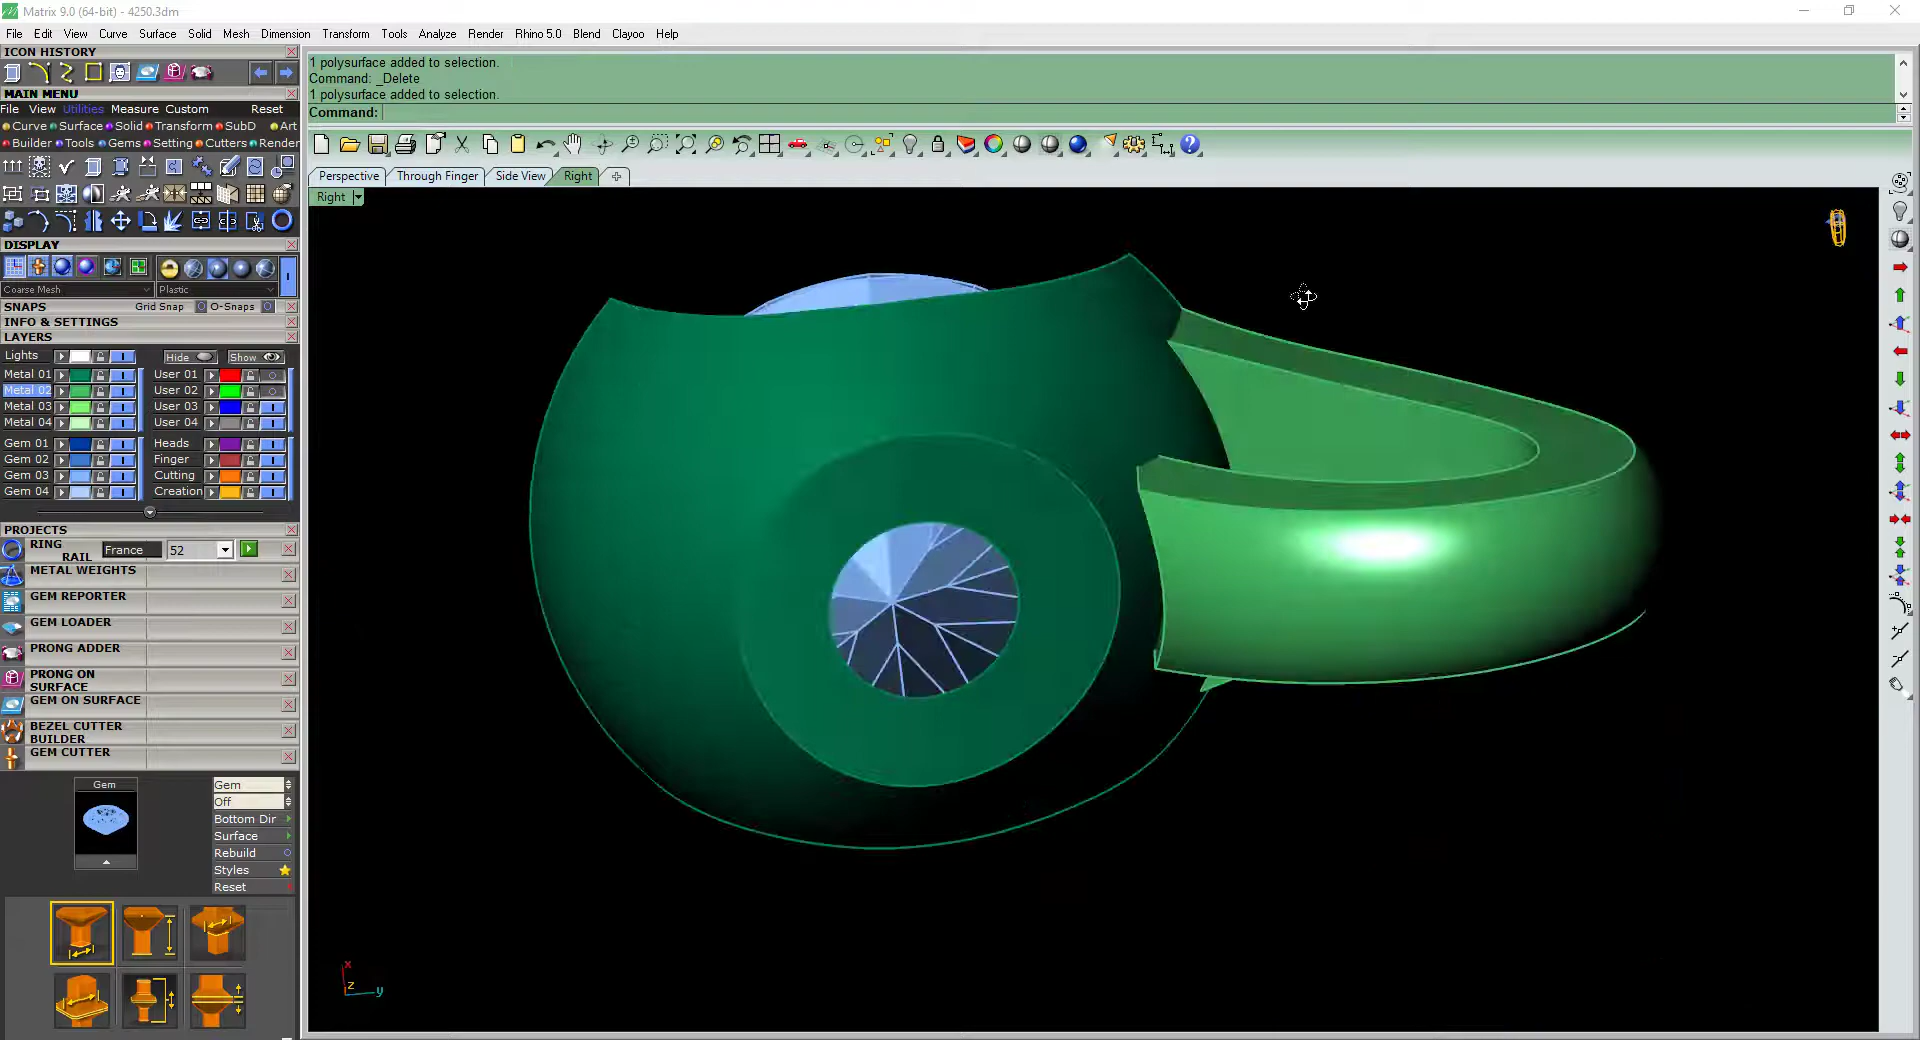 Matrix 9.0 (64-bit) - 4250.3dm
File Edit View Curve Surface Solid Mesh Dimension Transform Tools Analyze Render Rhino 5.0 Blend Clayoo Help
ICON HISTORY
MAIN MENU
File View Utilities Measure Custom Reset
Curve Surface Solid Transform SubD Art
Builder Tools Gems Setting Cutters Render
DISPLAY
Coarse Mesh Plastic
SNAPS Grid Snap O-Snaps
INFO & SETTINGS
LAYERS
Lights Hide Show
Metal 01 User 01
Metal 02 User 02
Metal 03 User 03
Metal 04 User 04
Gem 01 Heads
Gem 02 Finger
Gem 03 Cutting
Gem 04 Creation
PROJECTS
RING RAIL France 52
METAL WEIGHTS
GEM REPORTER
GEM LOADER
PRONG ADDER
PRONG ON
SURFACE
GEM ON SURFACE
BEZEL CUTTER
BUILDER
GEM CUTTER
Gem
Gem
Off
Bottom Dir
Surface
Rebuild
Styles
Reset
1 polysurface added to selection.
Command: _Delete
1 polysurface added to selection.
Command:
Perspective Through Finger Side View Right
Right
x
z
y